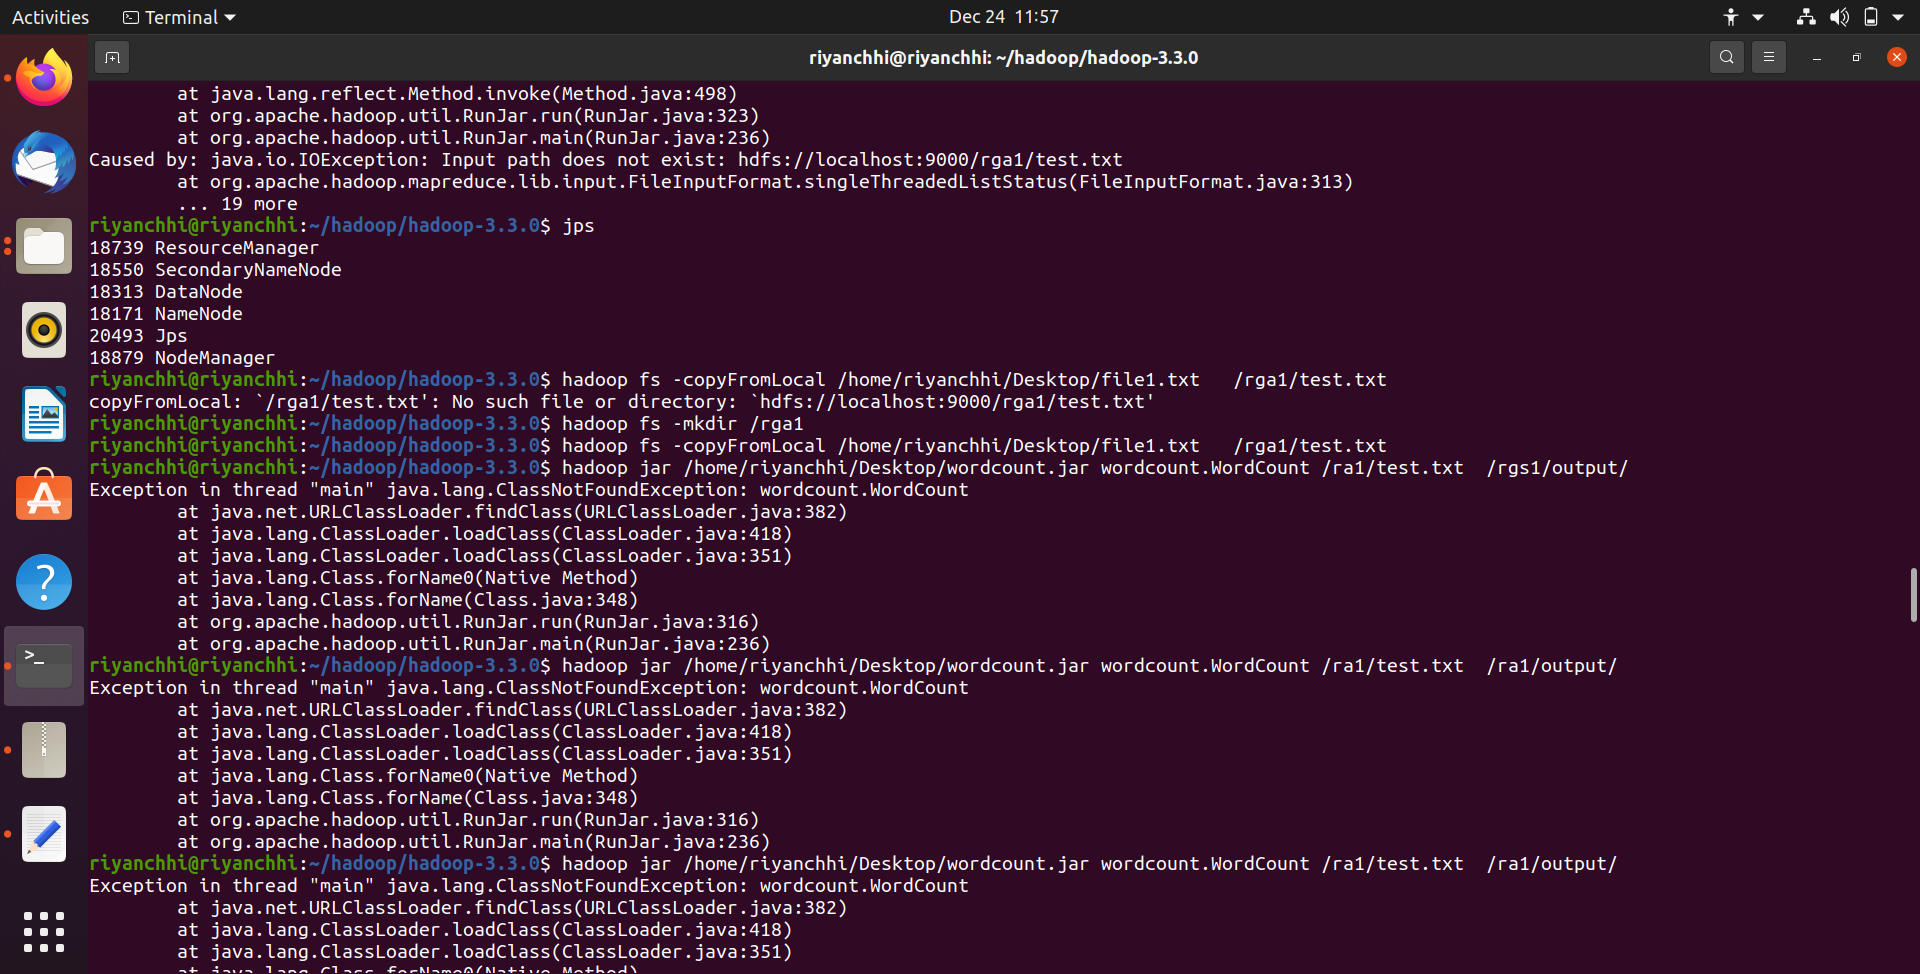 Activities Terminal Dec 24 11:57
riyanchhi@riyanchhi: ~/hadoop/hadoop-3.3.0
at java.lang.reflect.Method.invoke(Method.java:498)
at org.apache.hadoop.util.RunJar.run(RunJar.java:323)
at org.apache.hadoop.util.RunJar.main(RunJar.java:236)
Caused by: java.io.IOException: Input path does not exist: hdfs://localhost:9000/rga1/test.txt
at org.apache.hadoop.mapreduce.lib.input.FileInputFormat.singleThreadedListStatus(FileInputFormat.java:313)
... 19 more
riyanchhi@riyanchhi:~/hadoop/hadoop-3.3.0$ jps
18739 ResourceManager
18550 SecondaryNameNode
18313 DataNode
18171 NameNode
20493 Jps
18879 NodeManager
riyanchhi@riyanchhi:~/hadoop/hadoop-3.3.0$ hadoop fs -copyFromLocal /home/riyanchhi/Desktop/file1.txt   /rga1/test.txt
copyFromLocal: `/rga1/test.txt': No such file or directory: `hdfs://localhost:9000/rga1/test.txt'
riyanchhi@riyanchhi:~/hadoop/hadoop-3.3.0$ hadoop fs -mkdir /rga1
riyanchhi@riyanchhi:~/hadoop/hadoop-3.3.0$ hadoop fs -copyFromLocal /home/riyanchhi/Desktop/file1.txt   /rga1/test.txt
riyanchhi@riyanchhi:~/hadoop/hadoop-3.3.0$ hadoop jar /home/riyanchhi/Desktop/wordcount.jar wordcount.WordCount /ra1/test.txt  /rgs1/output/
Exception in thread "main" java.lang.ClassNotFoundException: wordcount.WordCount
at java.net.URLClassLoader.findClass(URLClassLoader.java:382)
at java.lang.ClassLoader.loadClass(ClassLoader.java:418)
at java.lang.ClassLoader.loadClass(ClassLoader.java:351)
at java.lang.Class.forName0(Native Method)
at java.lang.Class.forName(Class.java:348)
at org.apache.hadoop.util.RunJar.run(RunJar.java:316)
at org.apache.hadoop.util.RunJar.main(RunJar.java:236)
riyanchhi@riyanchhi:~/hadoop/hadoop-3.3.0$ hadoop jar /home/riyanchhi/Desktop/wordcount.jar wordcount.WordCount /ra1/test.txt  /ra1/output/
Exception in thread "main" java.lang.ClassNotFoundException: wordcount.WordCount
at java.net.URLClassLoader.findClass(URLClassLoader.java:382)
at java.lang.ClassLoader.loadClass(ClassLoader.java:418)
at java.lang.ClassLoader.loadClass(ClassLoader.java:351)
at java.lang.Class.forName0(Native Method)
at java.lang.Class.forName(Class.java:348)
at org.apache.hadoop.util.RunJar.run(RunJar.java:316)
at org.apache.hadoop.util.RunJar.main(RunJar.java:236)
riyanchhi@riyanchhi:~/hadoop/hadoop-3.3.0$ hadoop jar /home/riyanchhi/Desktop/wordcount.jar wordcount.WordCount /ra1/test.txt  /ra1/output/
Exception in thread "main" java.lang.ClassNotFoundException: wordcount.WordCount
at java.net.URLClassLoader.findClass(URLClassLoader.java:382)
at java.lang.ClassLoader.loadClass(ClassLoader.java:418)
at java.lang.ClassLoader.loadClass(ClassLoader.java:351)
at java.lang.Class.forName0(Native Method)